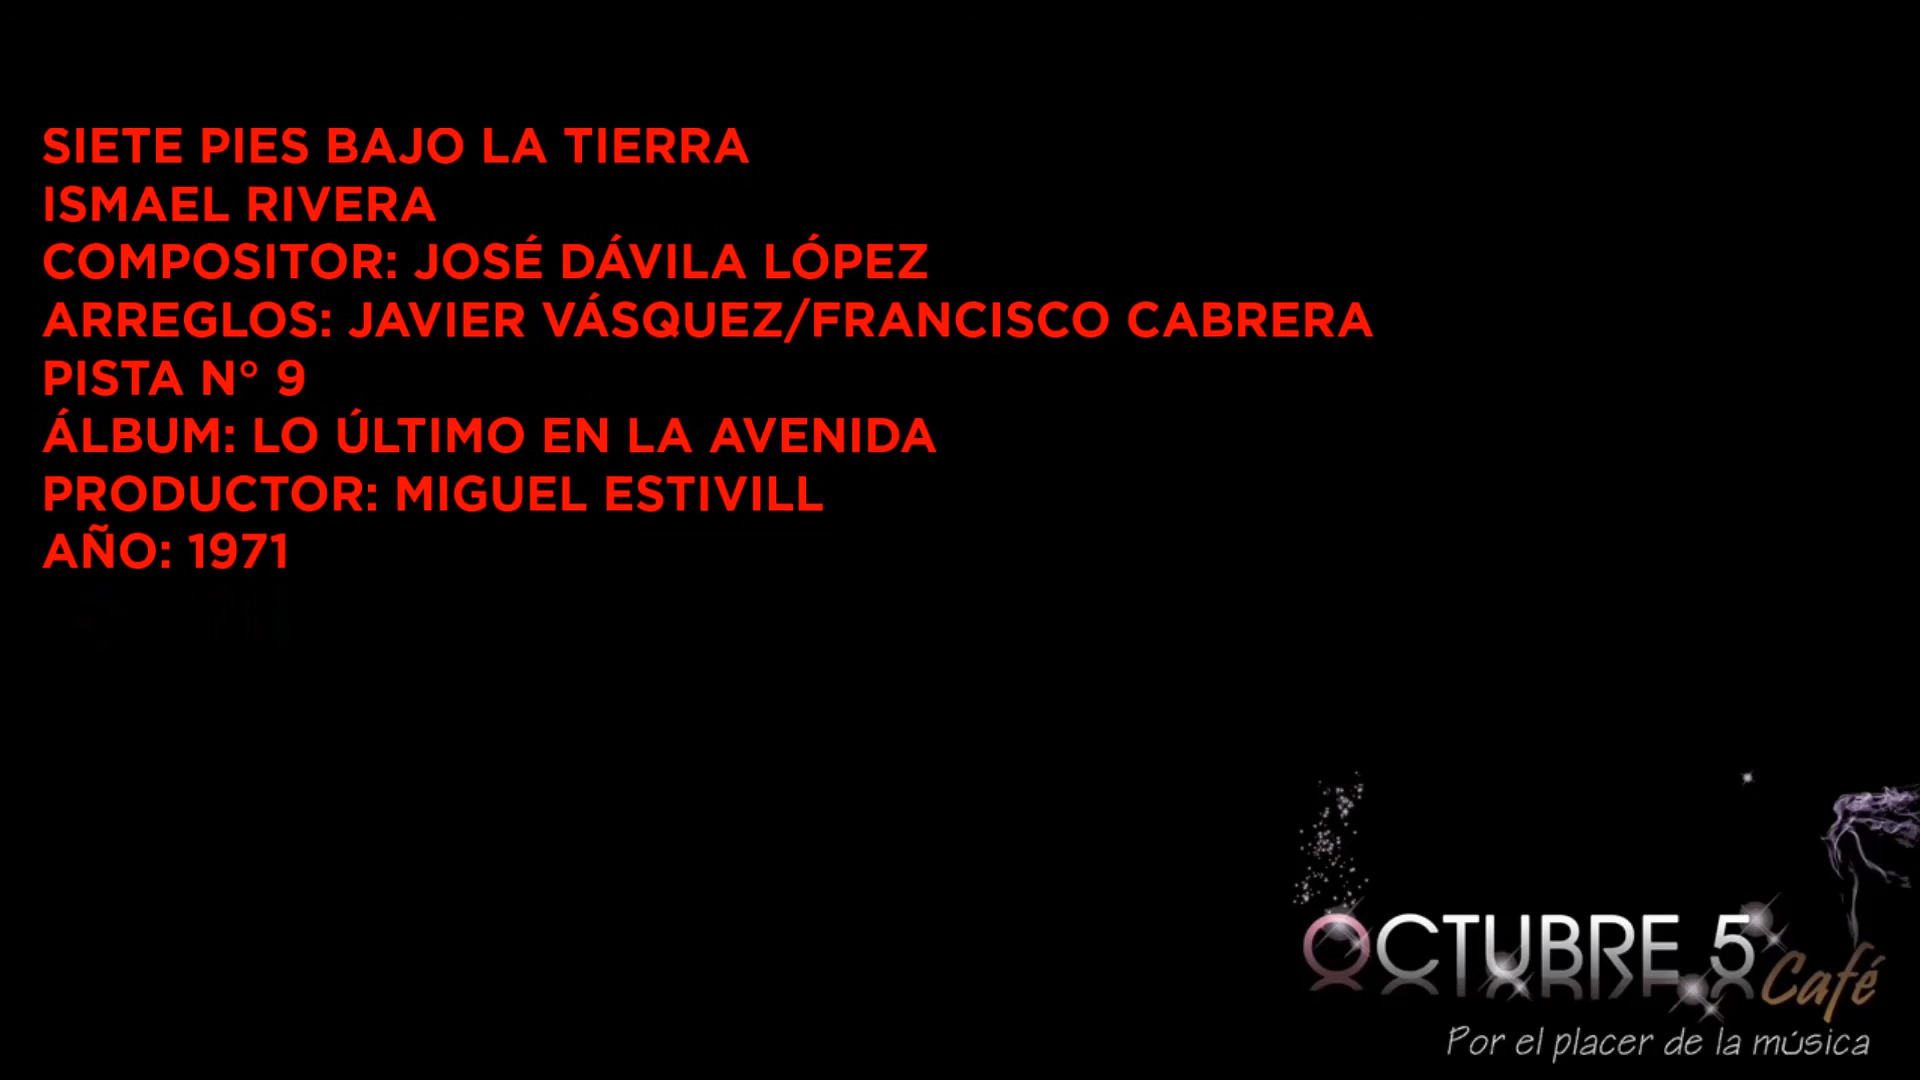 SIETE PIES BAJO LA TIERRA
ISMAEL RIVERA
COMPOSITOR: JOSÉ DÁVILA LÓPEZ
ARREGLOS: JAVIER VÁSQUEZ/FRANCISCO CABRERA
PISTA N° 9
ÁLBUM: LO ÚLTIMO EN LA AVENIDA
PRODUCTOR: MIGUEL ESTIVILL
AÑO: 1971
OCTUBRE 5
Café
Por el placer de la música